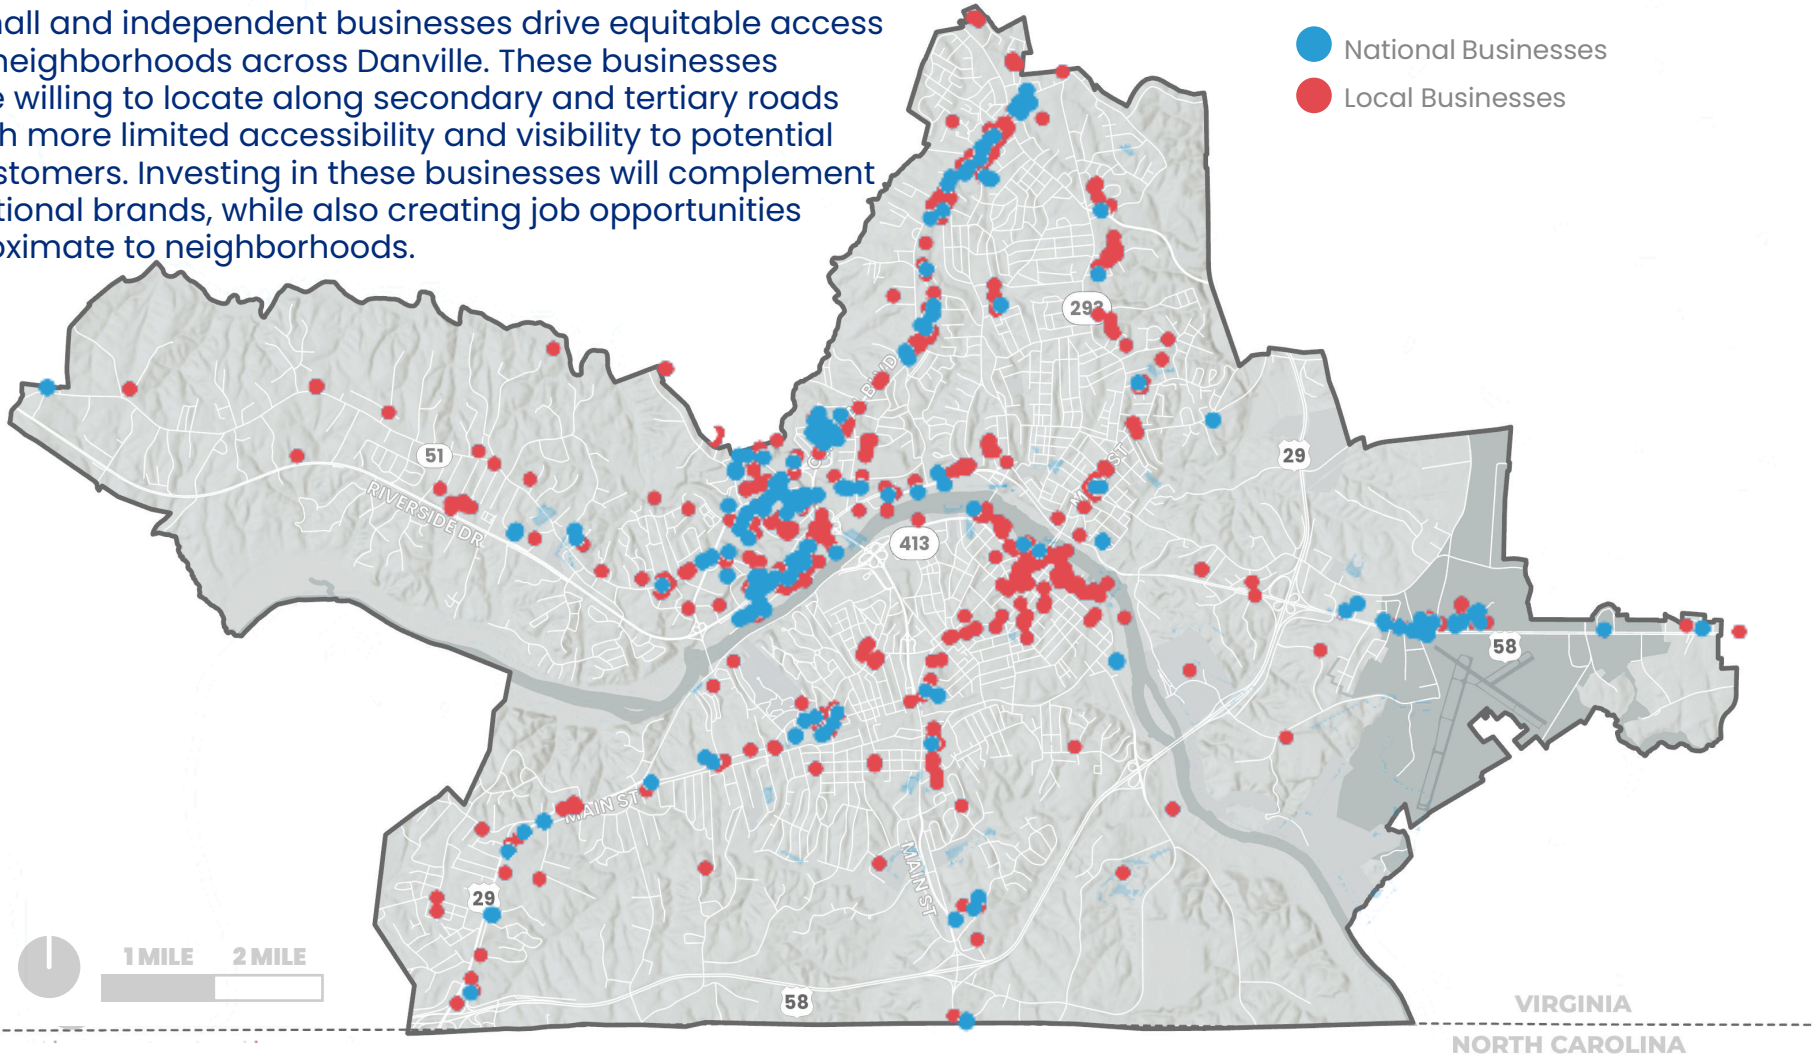 all and independent businesses drive equitable access
neighborhoods across Danville. These businesses
willing to locate along secondary and tertiary roads
more limited accessibility and visibility to potential
stomers. Investing in these businesses will complement
tional brands, while also creating job opportunities
oximate to neighborhoods.
National Businesses
Local Businesses
293
BLVD
51
RIVERSIDE DR
ST
29
413
58
MAIN ST
MAIN ST
29
1 MILE 2 MILE
58
VIRGINIA
NORTH CAROLINA